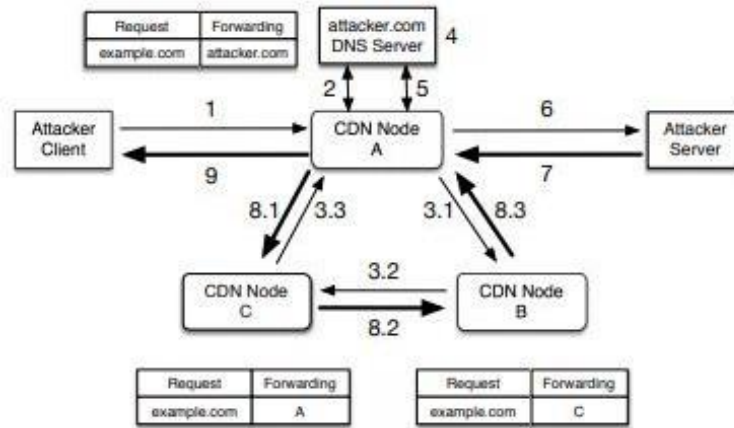 Request Forwarding
example.com attacker.com
attacker.com
DNS Server
4
2
5
1
6
Attacker
Client
CDN Node
A
Attacker
Server
9
7
8.1
3.3
3.1
8.3
CDN Node
C
3.2
8.2
CDN Node
B
Request Forwarding
example.com A
Request Forwarding
example.com C